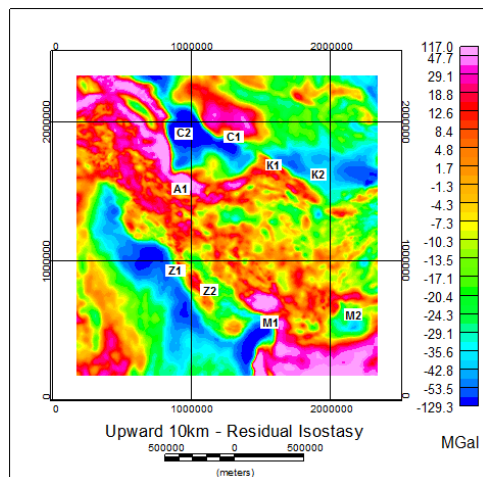 0 1000000 2000000
2000000 2000000
1000000 1000000
0 0
C2
C1
K1
K2
A1
Z1
Z2
M1
M2
0 1000000 2000000
Upward 10km - Residual Isostasy
500000 0 500000
(meters)
117.0
47.7
29.1
18.8
12.6
8.4
4.8
1.7
-1.3
-4.3
-7.3
-10.3
-13.5
-17.1
-20.4
-24.4
-29.1
-35.6
-42.8
-53.5
-129.3
MGal